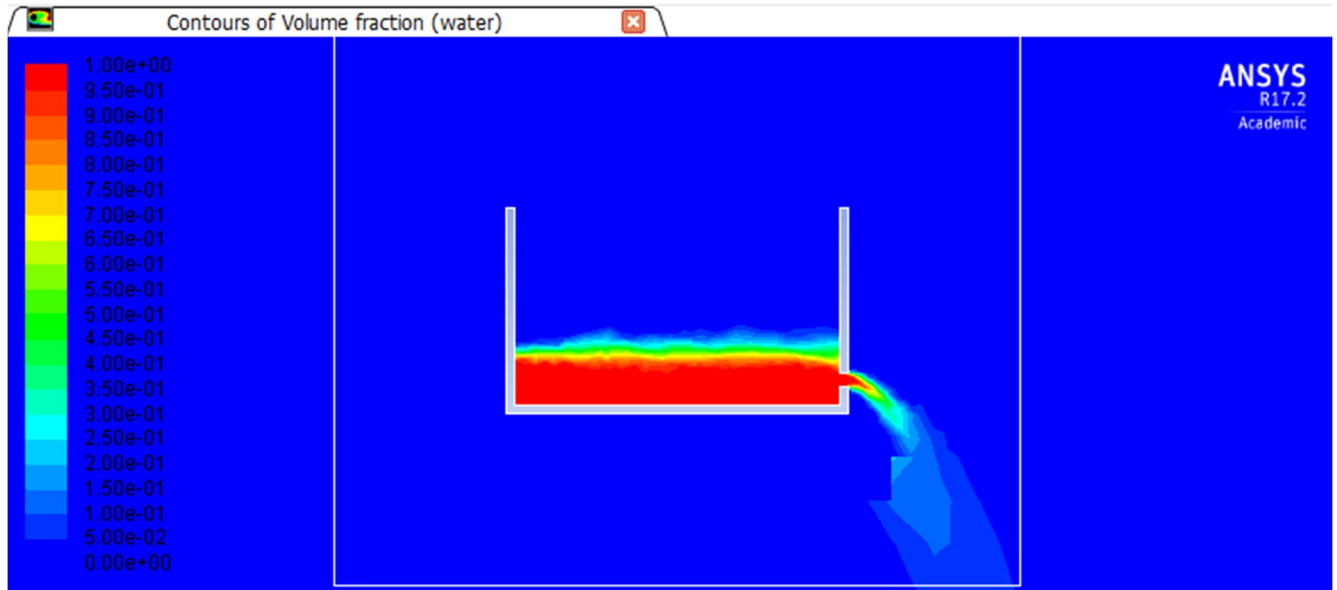 Contours of Volume fraction (water)
1.00e+00
9.50e-01
9.00e-01
8.50e-01
8.00e-01
7.50e-01
7.00e-01
6.50e-01
6.00e-01
5.50e-01
5.00e-01
4.50e-01
4.00e-01
3.50e-01
3.00e-01
2.50e-01
2.00e-01
1.50e-01
1.00e-01
5.00e-02
0.00e+00
ANSYS
R17.2
Academic